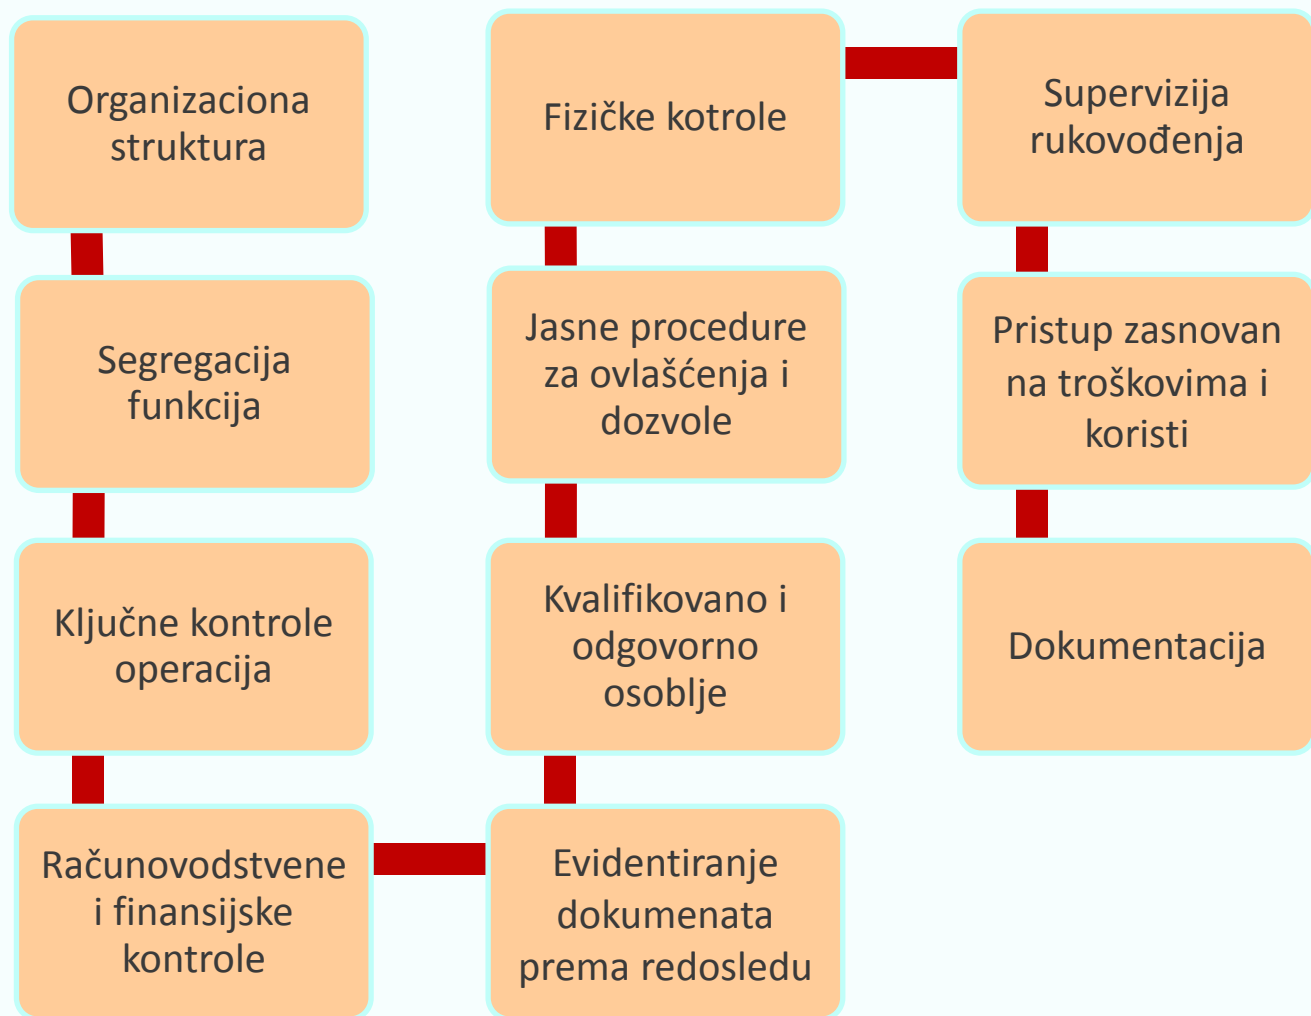 Organizaciona
struktura
Segregacija
funkcija
Ključne kontrole
operacija
Računovodstvene
i finansijske
kontrole
Evidentiranje
dokumenata
prema redosledu
Kvalifikovano i
odgovorno
osoblje
Jasne procedure
za ovlašćenja i
dozvole
Fizičke kotrole
Supervizija
rukovođenja
Pristup zasnovan
na troškovima i
koristi
Dokumentacija